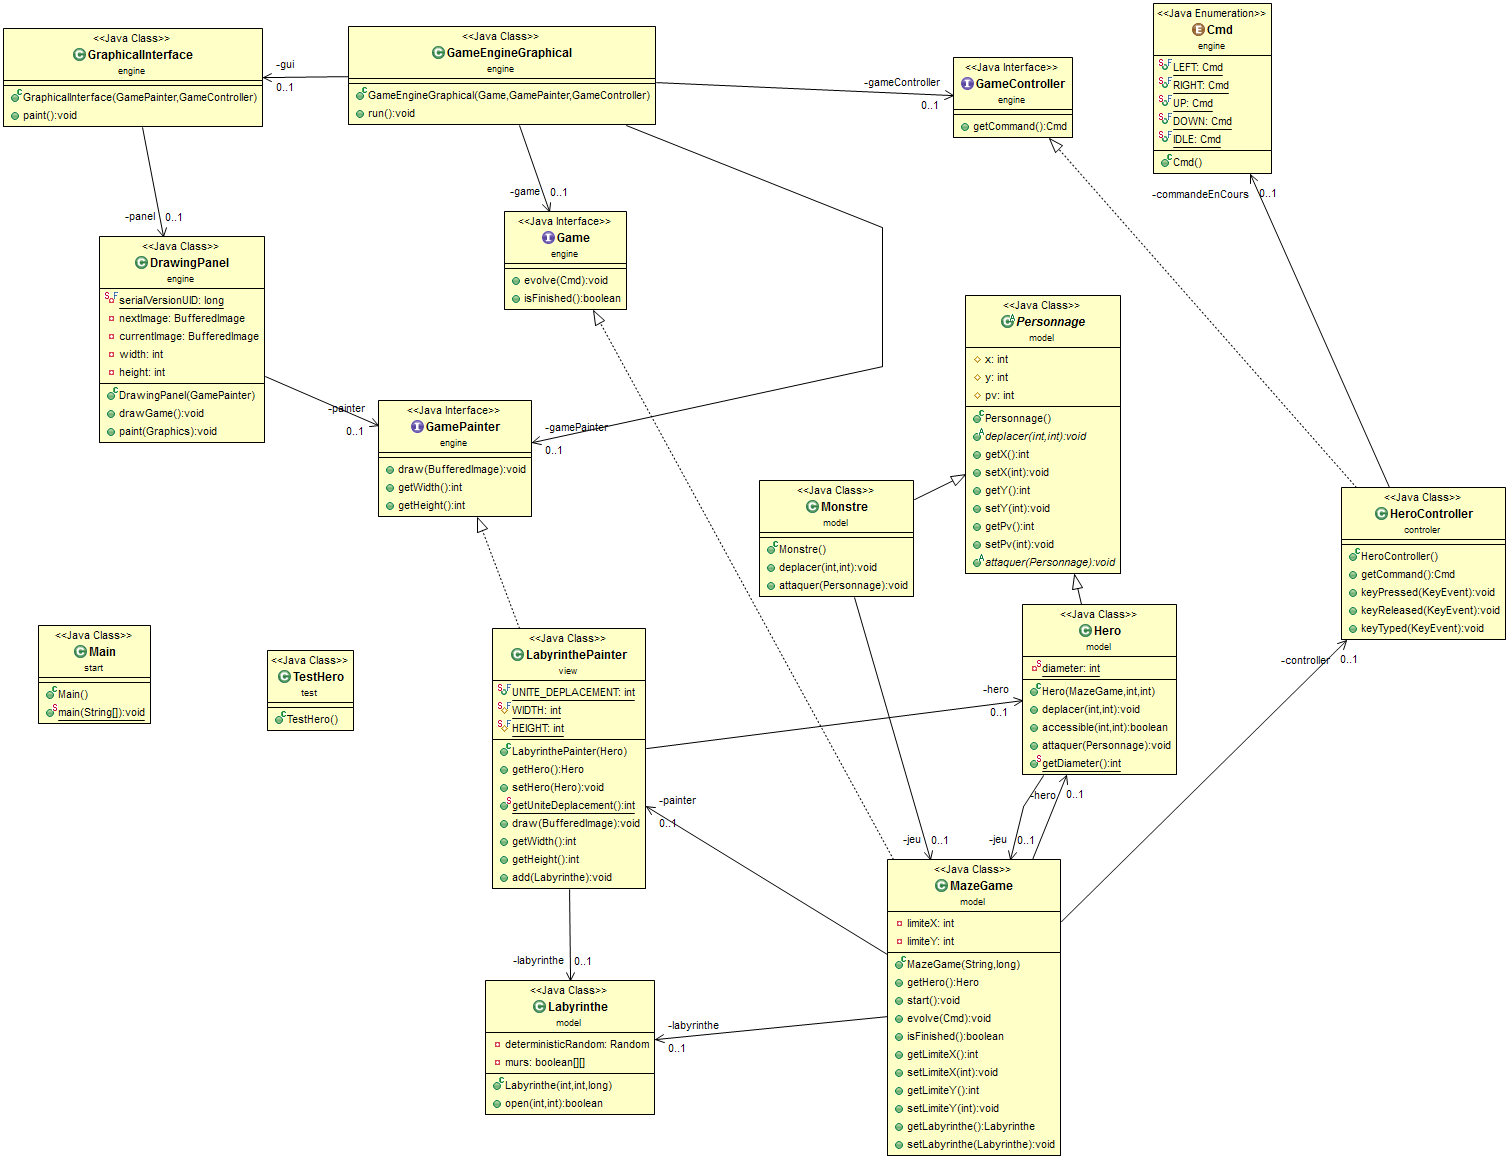 <<Java Class>>
GraphicalInterface
engine
GraphicalInterface(GamePainter,GameController)
paint():void
-gui
0..1
<<Java Class>>
GameEngineGraphical
engine
GameEngineGraphical(Game,GamePainter,GameController)
run():void
-gameController
0..1
<<Java Interface>>
GameController
engine
getCommand():Cmd
<<Java Enumeration>>
Cmd
engine
LEFT: Cmd
RIGHT: Cmd
UP: Cmd
DOWN: Cmd
IDLE: Cmd
Cmd()
-commandeEnCours
0..1
-panel
0..1
-game
0..1
<<Java Class>>
DrawingPanel
engine
serialVersionUID: long
nextImage: BufferedImage
currentImage: BufferedImage
width: int
height: int
DrawingPanel(GamePainter)
drawGame():void
paint(Graphics):void
<<Java Interface>>
Game
engine
evolve(Cmd):void
isFinished():boolean
-painter
0..1
<<Java Interface>>
GamePainter
engine
draw(BufferedImage):void
getWidth():int
getHeight():int
-gamePainter
0..1
<<Java Class>>
Personnage
model
x: int
y: int
pv: int
Personnage()
deplacer(int,int):void
getX():int
setX(int):void
getY():int
setY(int):void
getPv():int
setPv(int):void
attaquer(Personnage):void
<<Java Class>>
Monstre
model
Monstre()
deplacer(int,int):void
attaquer(Personnage):void
<<Java Class>>
HeroController
controler
HeroController()
getCommand():Cmd
keyPressed(KeyEvent):void
keyReleased(KeyEvent):void
keyTyped(KeyEvent):void
<<Java Class>>
Main
start
Main()
main(String[]):void
<<Java Class>>
TestHero
test
TestHero()
<<Java Class>>
LabyrinthePainter
view
UNITE_DEPLACEMENT: int
WIDTH: int
HEIGHT: int
LabyrinthePainter(Hero)
getHero():Hero
setHero(Hero):void
getUniteDeplacement():int
draw(BufferedImage):void
getWidth():int
getHeight():int
add(Labyrinthe):void
-hero
0..1
<<Java Class>>
Hero
model
diameter: int
Hero(MazeGame,int,int)
deplacer(int,int):void
accessible(int,int):boolean
attaquer(Personnage):void
getDiameter():int
-controller
0..1
-painter
0..1
-hero
0..1
-jeu
0..1
-jeu
0..1
<<Java Class>>
MazeGame
model
limiteX: int
limiteY: int
MazeGame(String,long)
getHero():Hero
start():void
evolve(Cmd):void
isFinished():boolean
getLimiteX():int
setLimiteX(int):void
getLimiteY():int
setLimiteY(int):void
getLabyrinthe():Labyrinthe
setLabyrinthe(Labyrinthe):void
-labyrinthe
0..1
-labyrinthe
0..1
<<Java Class>>
Labyrinthe
model
deterministicRandom: Random
murs: boolean[][]
Labyrinthe(int,int,long)
open(int,int):boolean